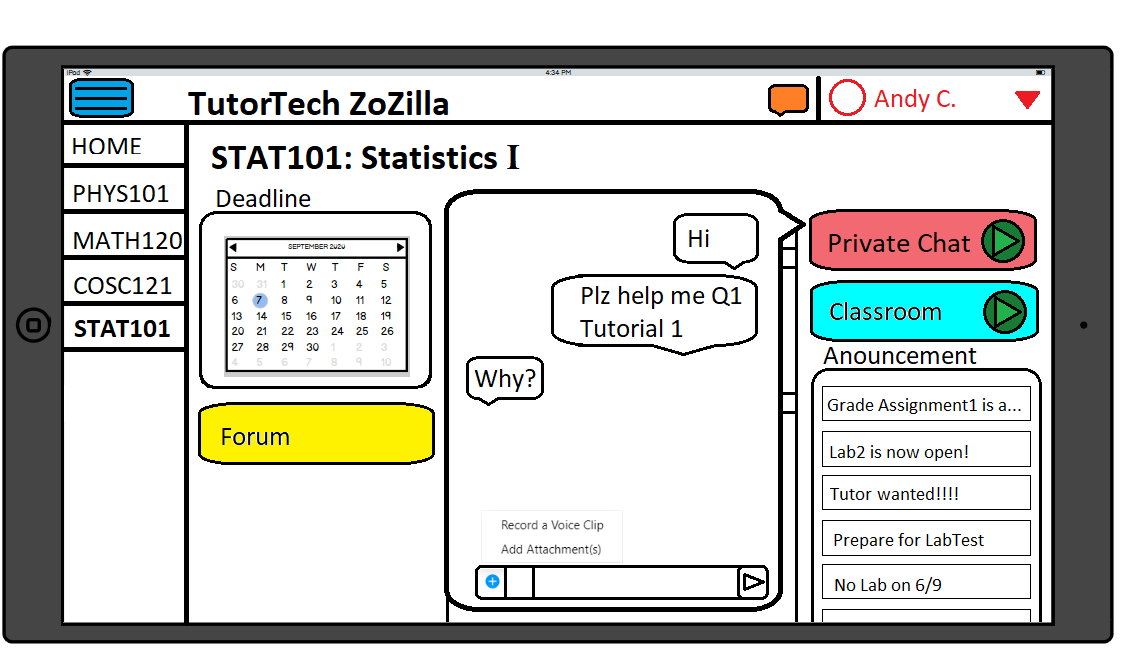 iPod
4:34 PM
TutorTech ZoZilla
Andy C.
HOME
PHYS101
MATH120
COSC121
STAT101
STAT101: Statistics I
Deadline
SEPTEMBER 2020
S M T W T F S
30 31 1 2 3 4 5
6 7 8 9 10 11 12
13 14 15 16 17 18 19
20 21 22 23 24 25 26
27 28 29 30 1 2 3
4 5 6 7 8 9 10
Forum
Hi
Plz help me Q1
Tutorial 1
Why?
Record a Voice Clip
Add Attachment(s)
Private Chat
Classroom
Anouncement
Grade Assignment1 is a...
Lab2 is now open!
Tutor wanted!!!!
Prepare for LabTest
No Lab on 6/9